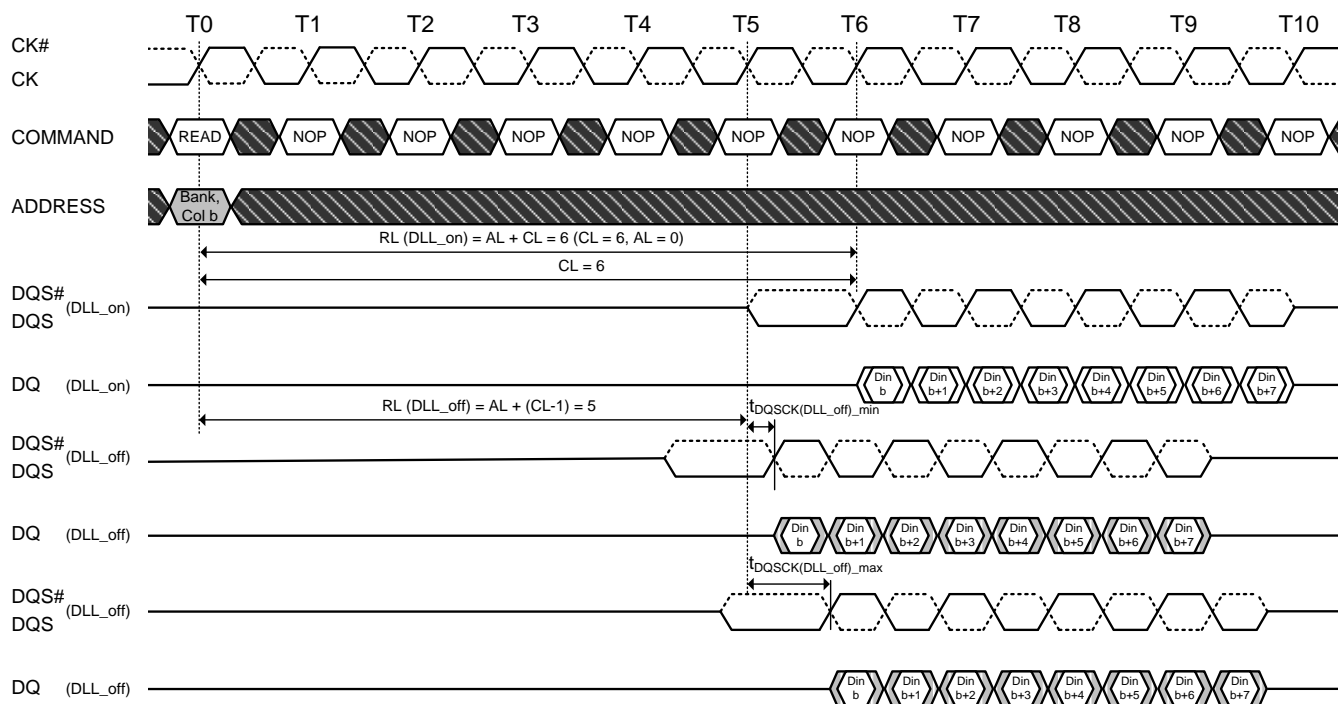 T0 T1 T2 T3 T4 T5 T6 T7 T8 T9 T10
CK#
CK
COMMAND READ NOP NOP NOP NOP NOP NOP NOP NOP NOP NOP
ADDRESS Bank, Col b
RL (DLL_on) = AL + CL = 6 (CL = 6, AL = 0)
CL = 6
DQS# (DLL_on)
DQS
DQ (DLL_on) Din b Din b+1 Din b+2 Din b+3 Din b+4 Din b+5 Din b+6 Din b+7
RL (DLL_off) = AL + (CL-1) = 5
tDQSCK(DLL_off)_min
DQS# (DLL_off)
DQS
DQ (DLL_off) Din b Din b+1 Din b+2 Din b+3 Din b+4 Din b+5 Din b+6 Din b+7
tDQSCK(DLL_off)_max
DQS# (DLL_off)
DQS
DQ (DLL_off) Din b Din b+1 Din b+2 Din b+3 Din b+4 Din b+5 Din b+6 Din b+7